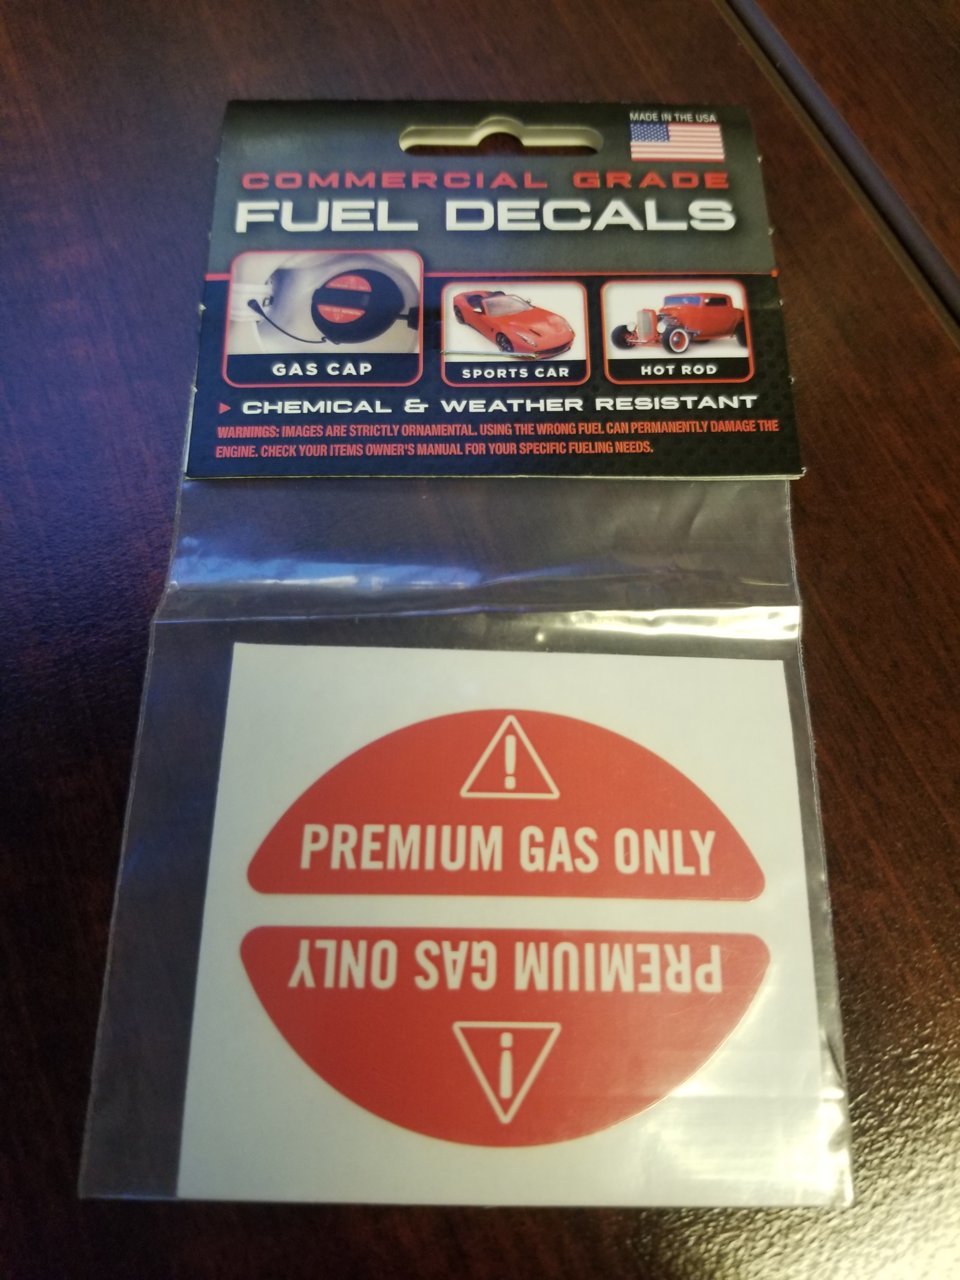 MADE IN THE USA
COMMERCIAL GRADE
FUEL DECALS
GAS CAP
SPORTS CAR
HOT ROD
CHEMICAL & WEATHER RESISTANT
WARNINGS: IMAGES ARE STRICTLY ORNAMENTAL. USING THE WRONG FUEL CAN PERMANENTLY DAMAGE THE
ENGINE. CHECK YOUR ITEMS OWNER'S MANUAL FOR YOUR SPECIFIC FUELING NEEDS.
!
PREMIUM GAS ONLY
PREMIUM GAS ONLY
!